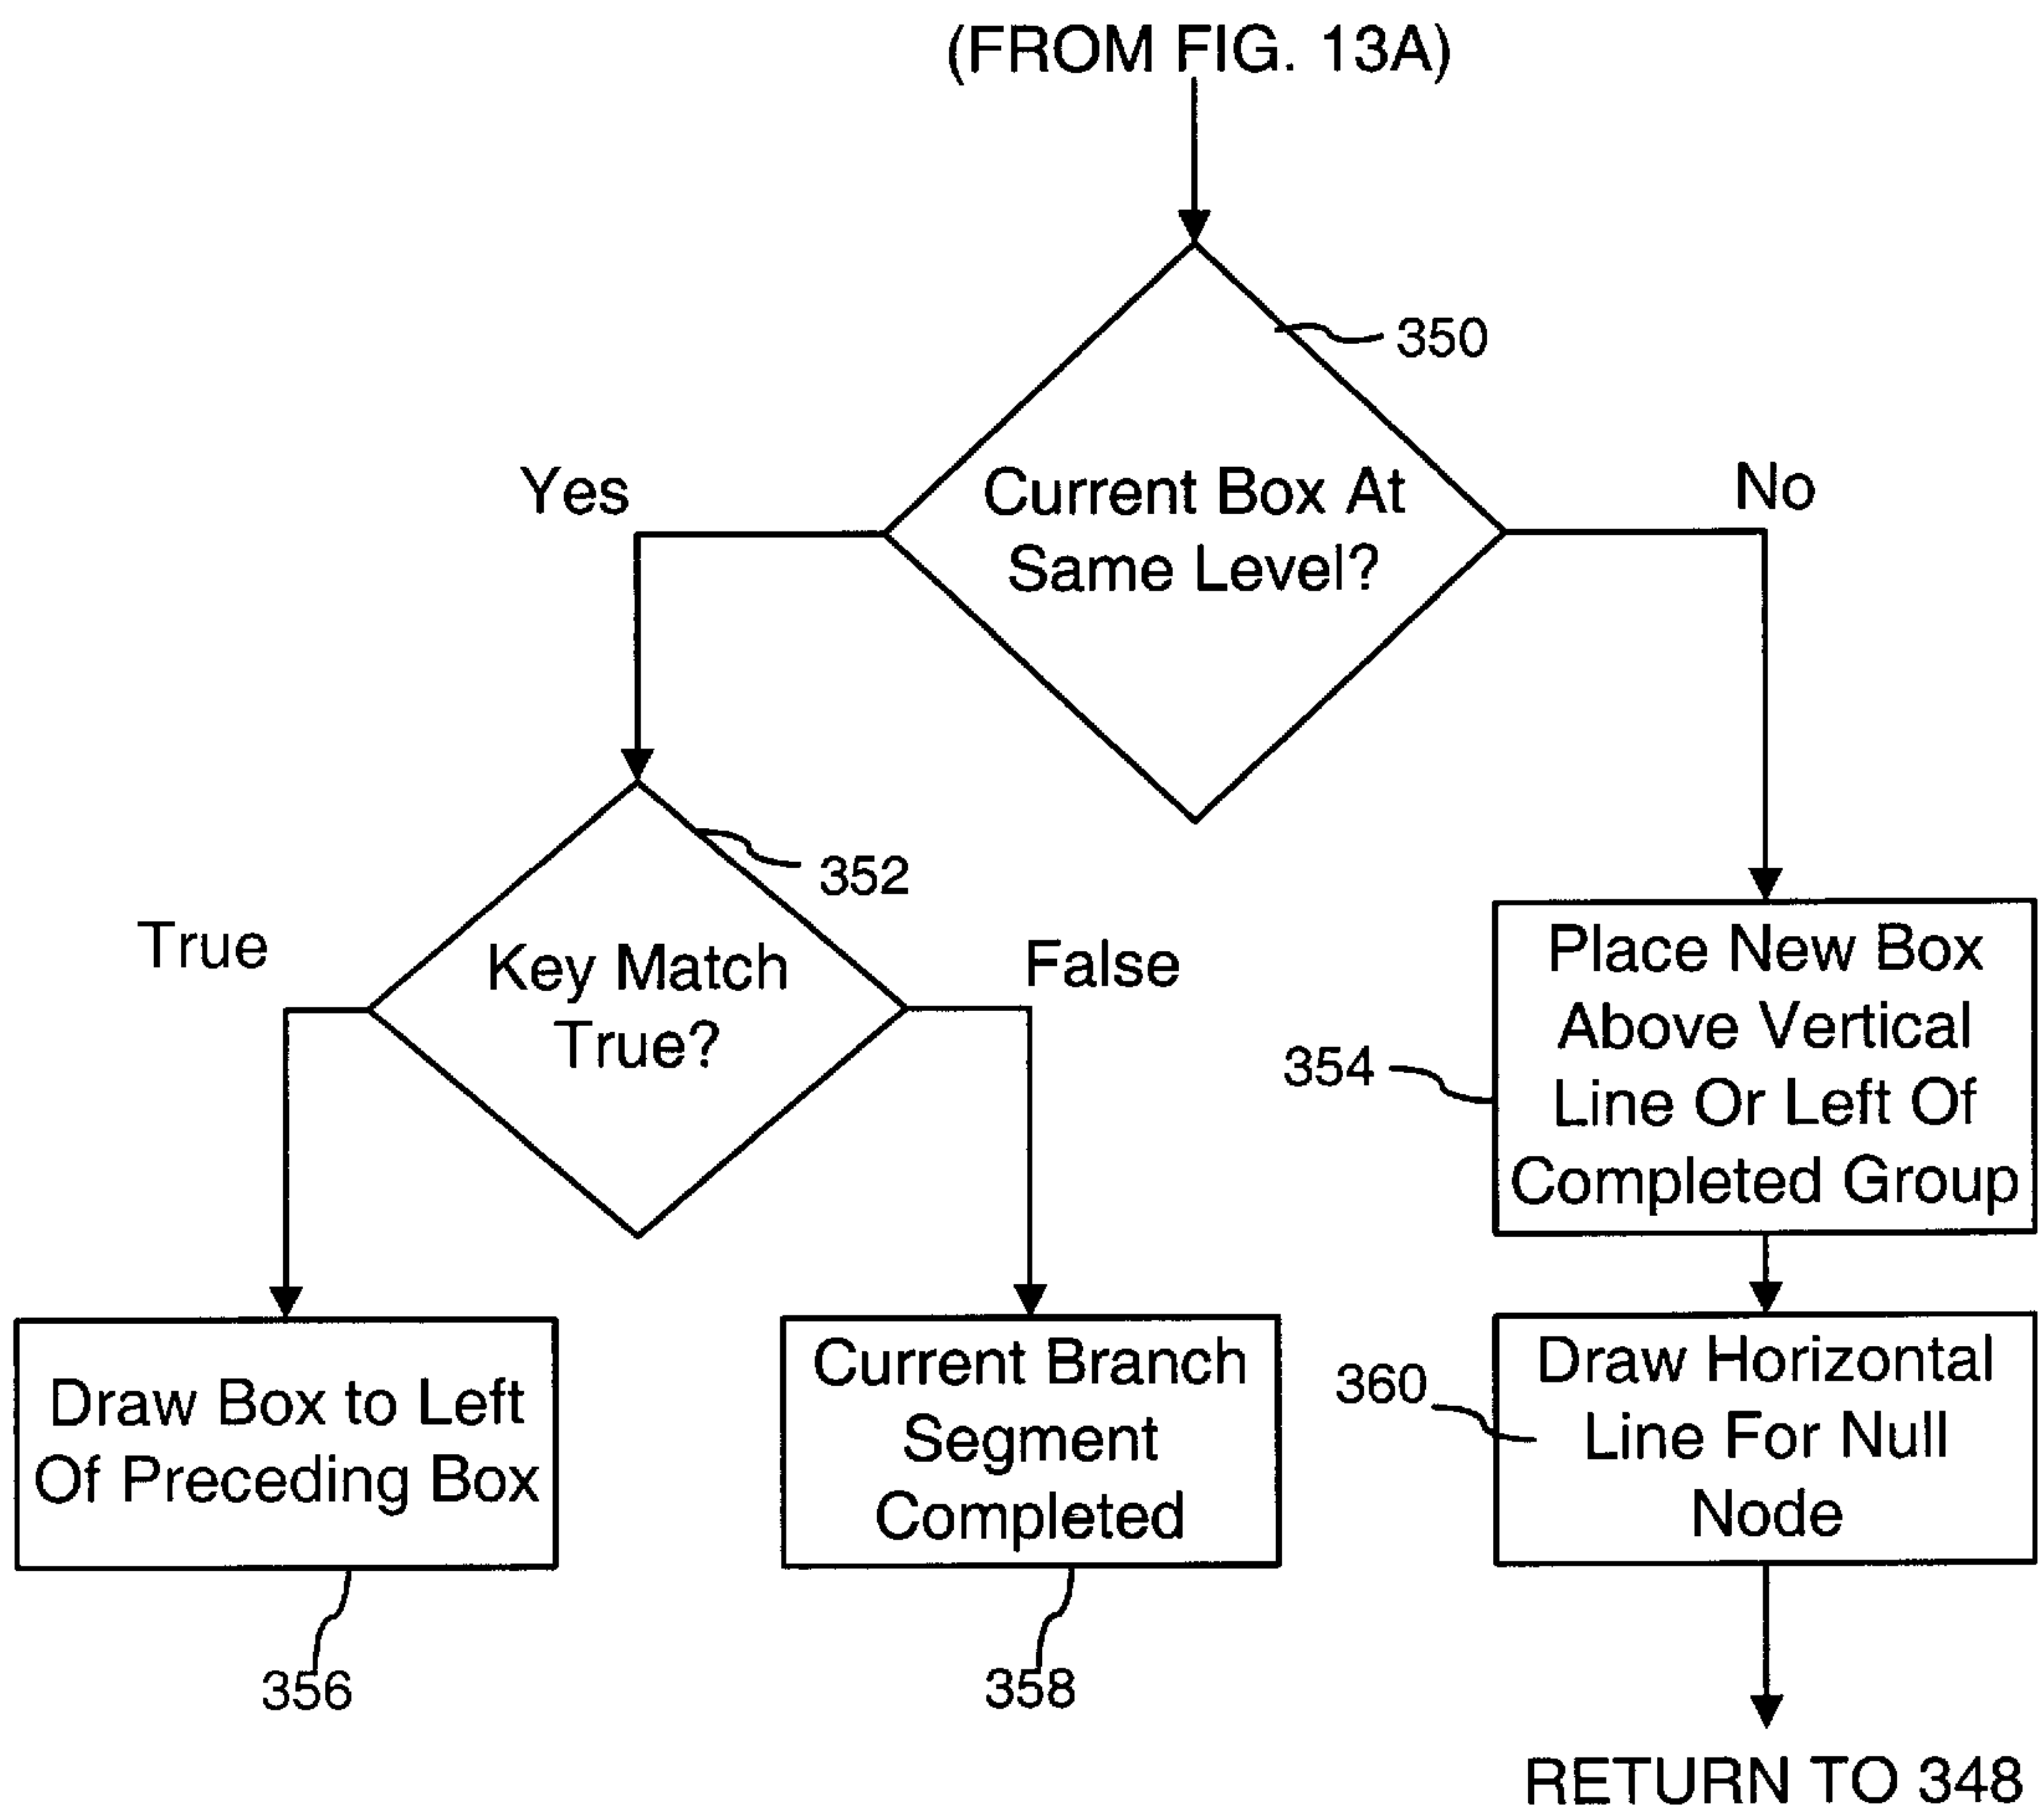 (FROM FIG. 13A)
350
Yes
Current Box At
Same Level?
No
352
True
Key Match
True?
False
354
Place New Box
Above Vertical
Line Or Left Of
Completed Group
Draw Box to Left
Of Preceding Box
Current Branch
Segment
Completed
360
Draw Horizontal
Line For Null
Node
356
358
RETURN TO 348